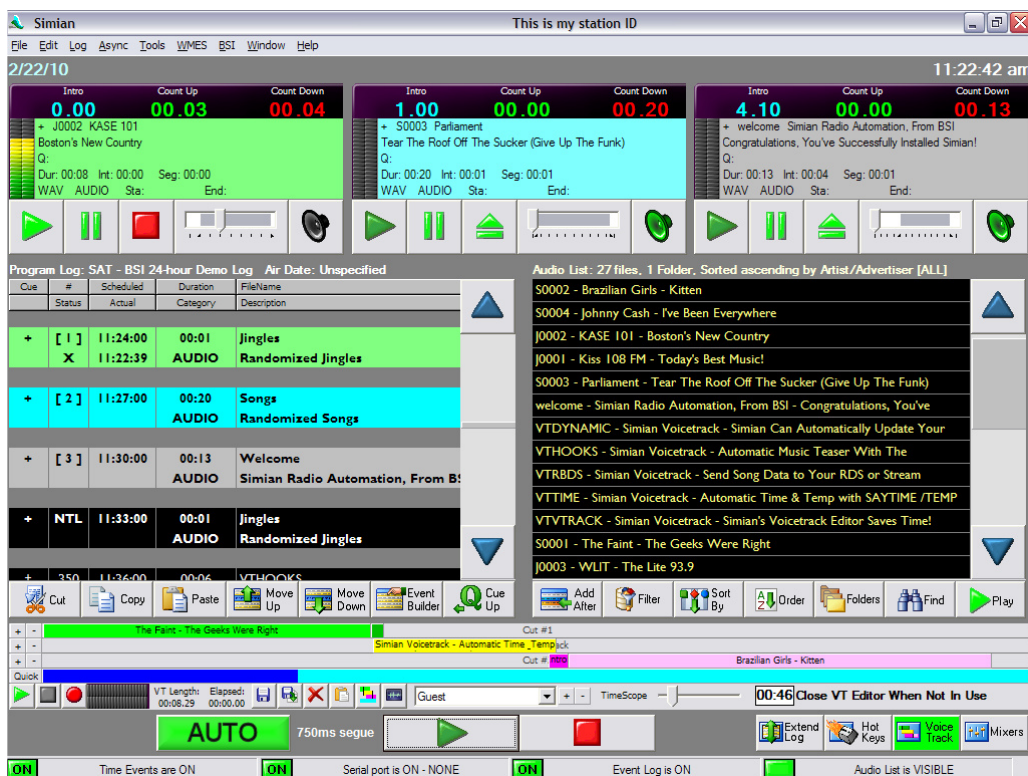 Simian This is my station ID
File Edit Log Async Tools WMES BSI Window Help
2/22/10 11:22:42 am
Intro Count Up Count Down Intro Count Up Count Down Intro Count Up Count Down
0.00 00.03 00.04 1.00 00.00 00.20 4.10 00.00 00.13
+ J0002 KASE 101
Boston's New Country
Q:
Dur: 00:08 Int: 00:00 Seg: 00:00
WAV AUDIO Sta: End:
+ S0003 Parliament
Tear The Roof Off The Sucker (Give Up The Funk)
Q:
Dur: 00:20 Int: 00:01 Seg: 00:01
WAV AUDIO Sta: End:
+ welcome Simian Radio Automation, From BSI
Congratulations, You've Successfully Installed Simian!
Q:
Dur: 00:13 Int: 00:04 Seg: 00:01
WAV AUDIO Sta: End:
Program Log: SAT - BSI 24-hour Demo Log Air Date: Unspecified
Cue # Scheduled Duration FileName
Status Actual Category Description
+ [ 1 ] 11:24:00 00:01 Jingles
X 11:22:39 AUDIO Randomized Jingles
+ [ 2 ] 11:27:00 00:20 Songs
AUDIO Randomized Songs
+ [ 3 ] 11:30:00 00:13 Welcome
AUDIO Simian Radio Automation, From BS
+ NTL 11:33:00 00:01 Jingles
AUDIO Randomized Jingles
+ 350 11:36:00 00:06 VTHOOKS
Audio List: 27 files, 1 Folder, Sorted ascending by Artist/Advertiser [ALL]
S0002 - Brazilian Girls - Kitten
S0004 - Johnny Cash - I've Been Everywhere
J0002 - KASE 101 - Boston's New Country
J0001 - Kiss 108 FM - Today's Best Music!
S0003 - Parliament - Tear The Roof Off The Sucker (Give Up The Funk)
welcome - Simian Radio Automation, From BSI - Congratulations, You've
VTDYNAMIC - Simian Voicetrack - Simian Can Automatically Update Your
VTHOOKS - Simian Voicetrack - Automatic Music Teaser With The
VTRBDS - Simian Voicetrack - Send Song Data to Your RDS or Stream
VTTIME - Simian Voicetrack - Automatic Time & Temp with SAYTIME /TEMP
VTVTRACK - Simian Voicetrack - Simian's Voicetrack Editor Saves Time!
S0001 - The Faint - The Geeks Were Right
J0003 - WLIT - The Lite 93.9
Cut Copy Paste Move Up Move Down Event Builder Cue Up
Add After Filter Sort By Order Folders Find Play
+ - The Faint - The Geeks Were Right Cut #1
+ - Simian Voicetrack - Automatic Time _Temp ack
+ - Cut # ntro Brazilian Girls - Kitten
Quick
VT Length: 00:08.29 Elapsed: 00:00.00 Guest + - TimeScope 00:46 Close VT Editor When Not In Use
AUTO 750ms segue Extend Log Hot Keys Voice Track Mixers
ON Time Events are ON ON Serial port is ON - NONE ON Event Log is ON Audio List is VISIBLE